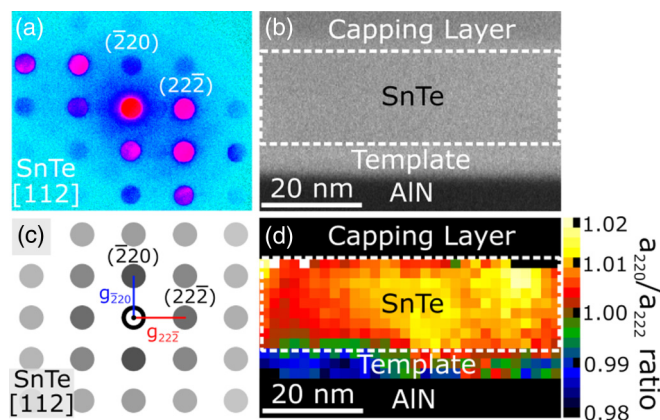 (a)
(2̅20)
(222̅)
SnTe
[112]
(b)
Capping Layer
SnTe
Template
20 nm
AlN
(c)
(2̅20)
g2̅20
(222̅)
g222̅
SnTe
[112]
(d)
Capping Layer
SnTe
Template
20 nm
AlN
1.02
1.01
1.00
0.99
0.98
a220/a222 ratio